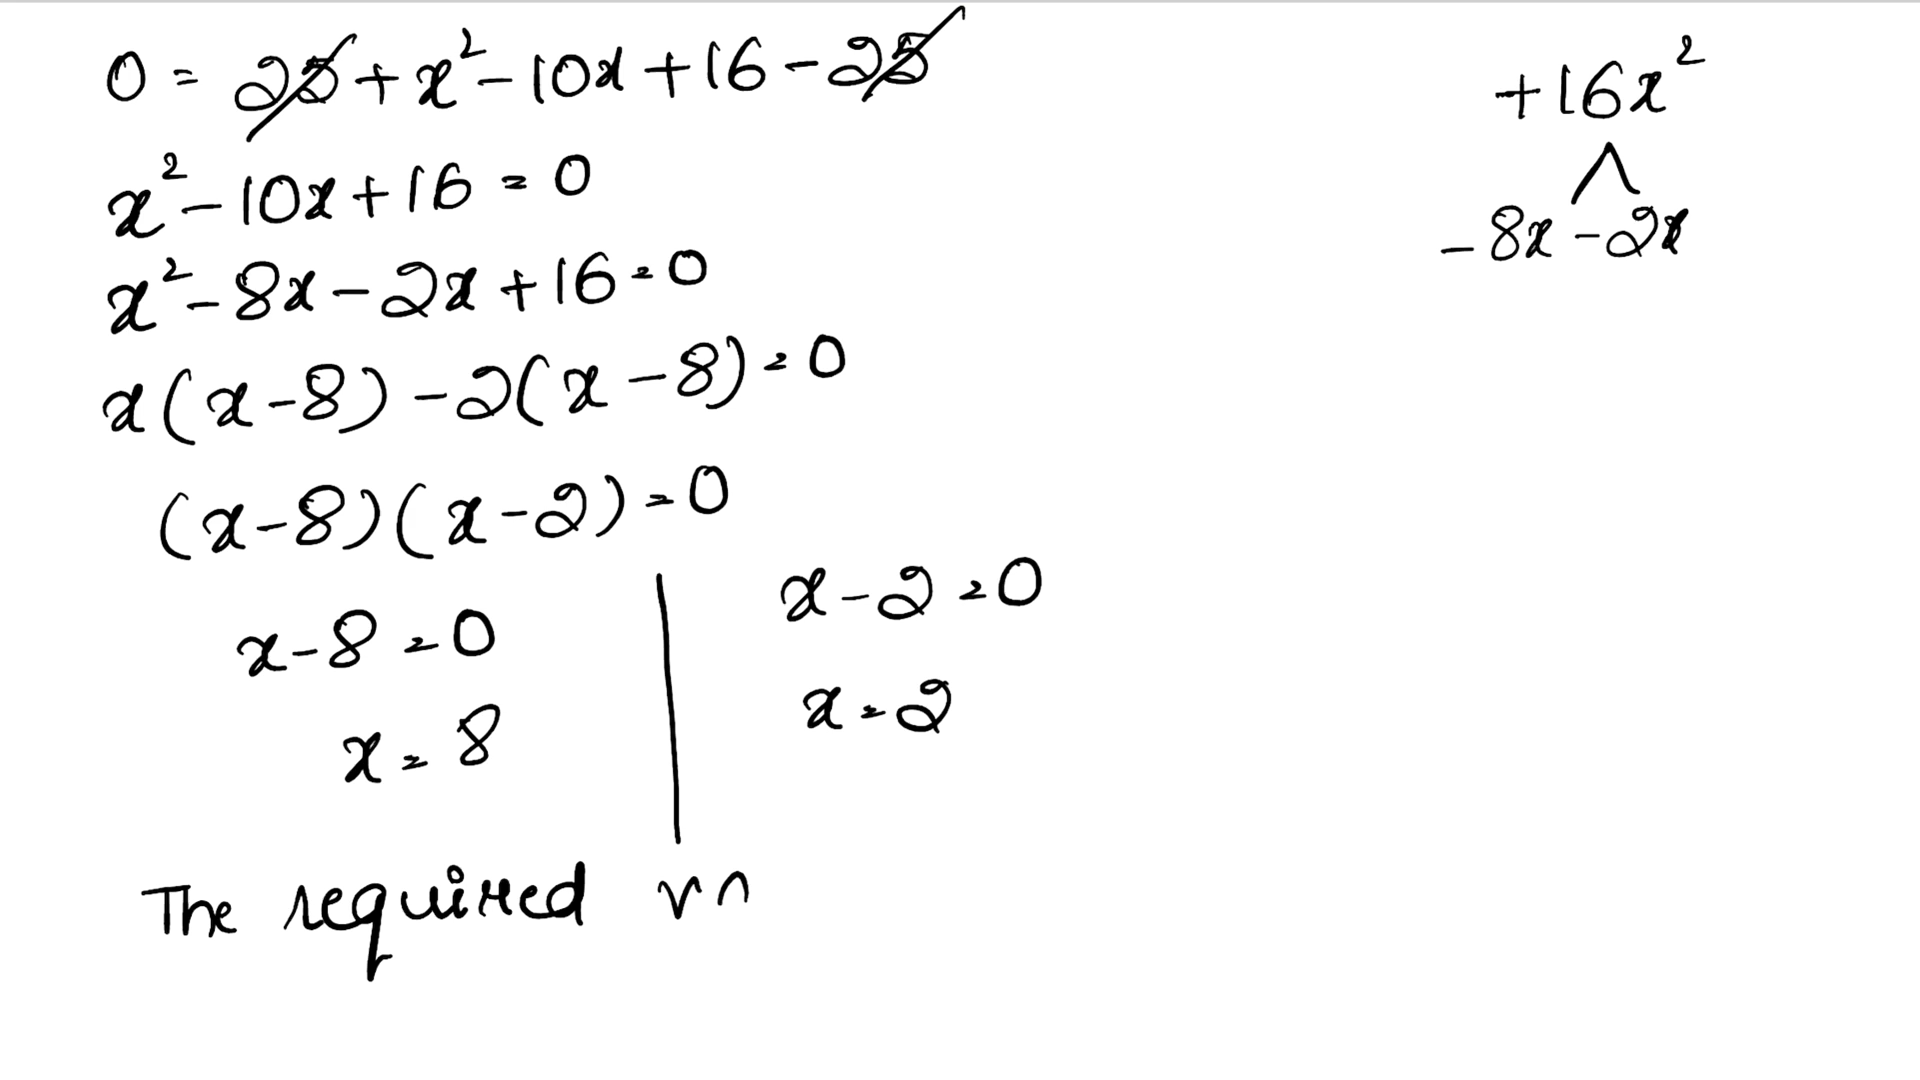 0 = 25 + x² - 10x + 16 - 25
x² - 10x + 16 = 0
x² - 8x - 2x + 16 = 0
x(x - 8) - 2(x - 8) = 0
(x - 8)(x - 2) = 0
x - 8 = 0
x = 8
x - 2 = 0
x = 2
The required
+16x²
-8x -2x